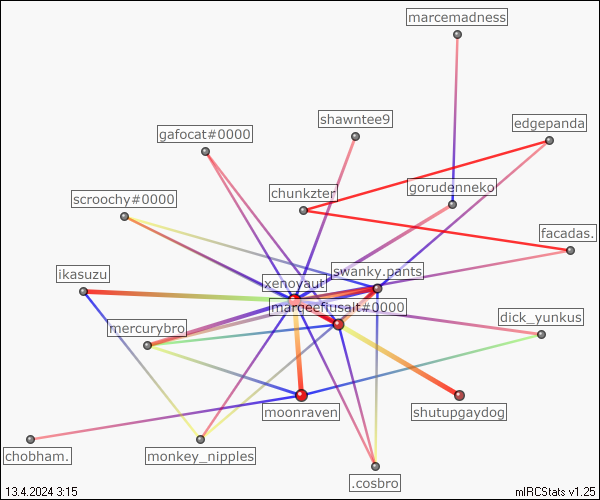 marcemadness
shawntee9
edgepanda
gafocat#0000
chunkzter
gorudenneko
scroochy#0000
facadas.
swanky.pants
ikasuzu
xenoyaut
marqeefusait#0000
dick_yunkus
mercurybro
moonraven
shutupgaydog
chobham.
monkey_nipples
.cosbro
13.4.2024 3:15
mIRCStats v1.25